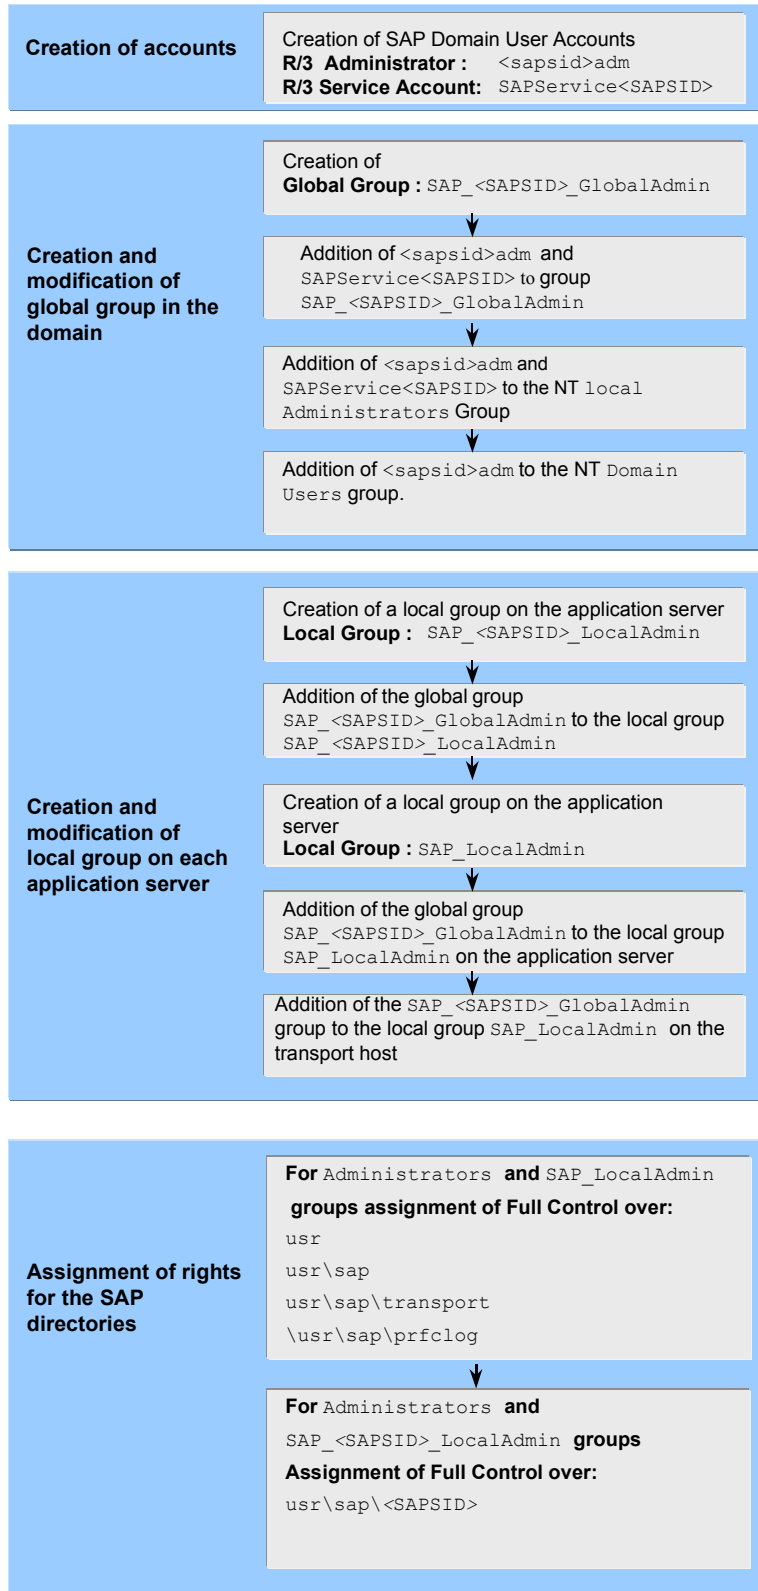 Creation of accounts
Creation of SAP Domain User Accounts
R/3 Administrator : <sapsid>adm
R/3 Service Account: SAPService<SAPSID>
Creation and
modification of
global group in the
domain
Creation of
Global Group : SAP_<SAPSID>_GlobalAdmin
Addition of <sapsid>adm and
SAPService<SAPSID> to group
SAP_<SAPSID>_GlobalAdmin
Addition of <sapsid>adm and
SAPService<SAPSID> to the NT local
Administrators Group
Addition of <sapsid>adm to the NT Domain
Users group.
Creation and
modification of
local group on each
application server
Creation of a local group on the application server
Local Group : SAP_<SAPSID>_LocalAdmin
Addition of the global group
SAP_<SAPSID>_GlobalAdmin to the local group
SAP_<SAPSID>_LocalAdmin
Creation of a local group on the application
server
Local Group : SAP_LocalAdmin
Addition of the global group
SAP_<SAPSID>_GlobalAdmin to the local group
SAP_LocalAdmin on the application server
Addition of the SAP_<SAPSID>_GlobalAdmin
group to the local group SAP_LocalAdmin on the
transport host
Assignment of rights
for the SAP
directories
For Administrators and SAP_LocalAdmin
groups assignment of Full Control over:
usr
usr\sap
usr\sap\transport
\usr\sap\prfclog
For Administrators and
SAP_<SAPSID>_LocalAdmin groups
Assignment of Full Control over:
usr\sap\<SAPSID>